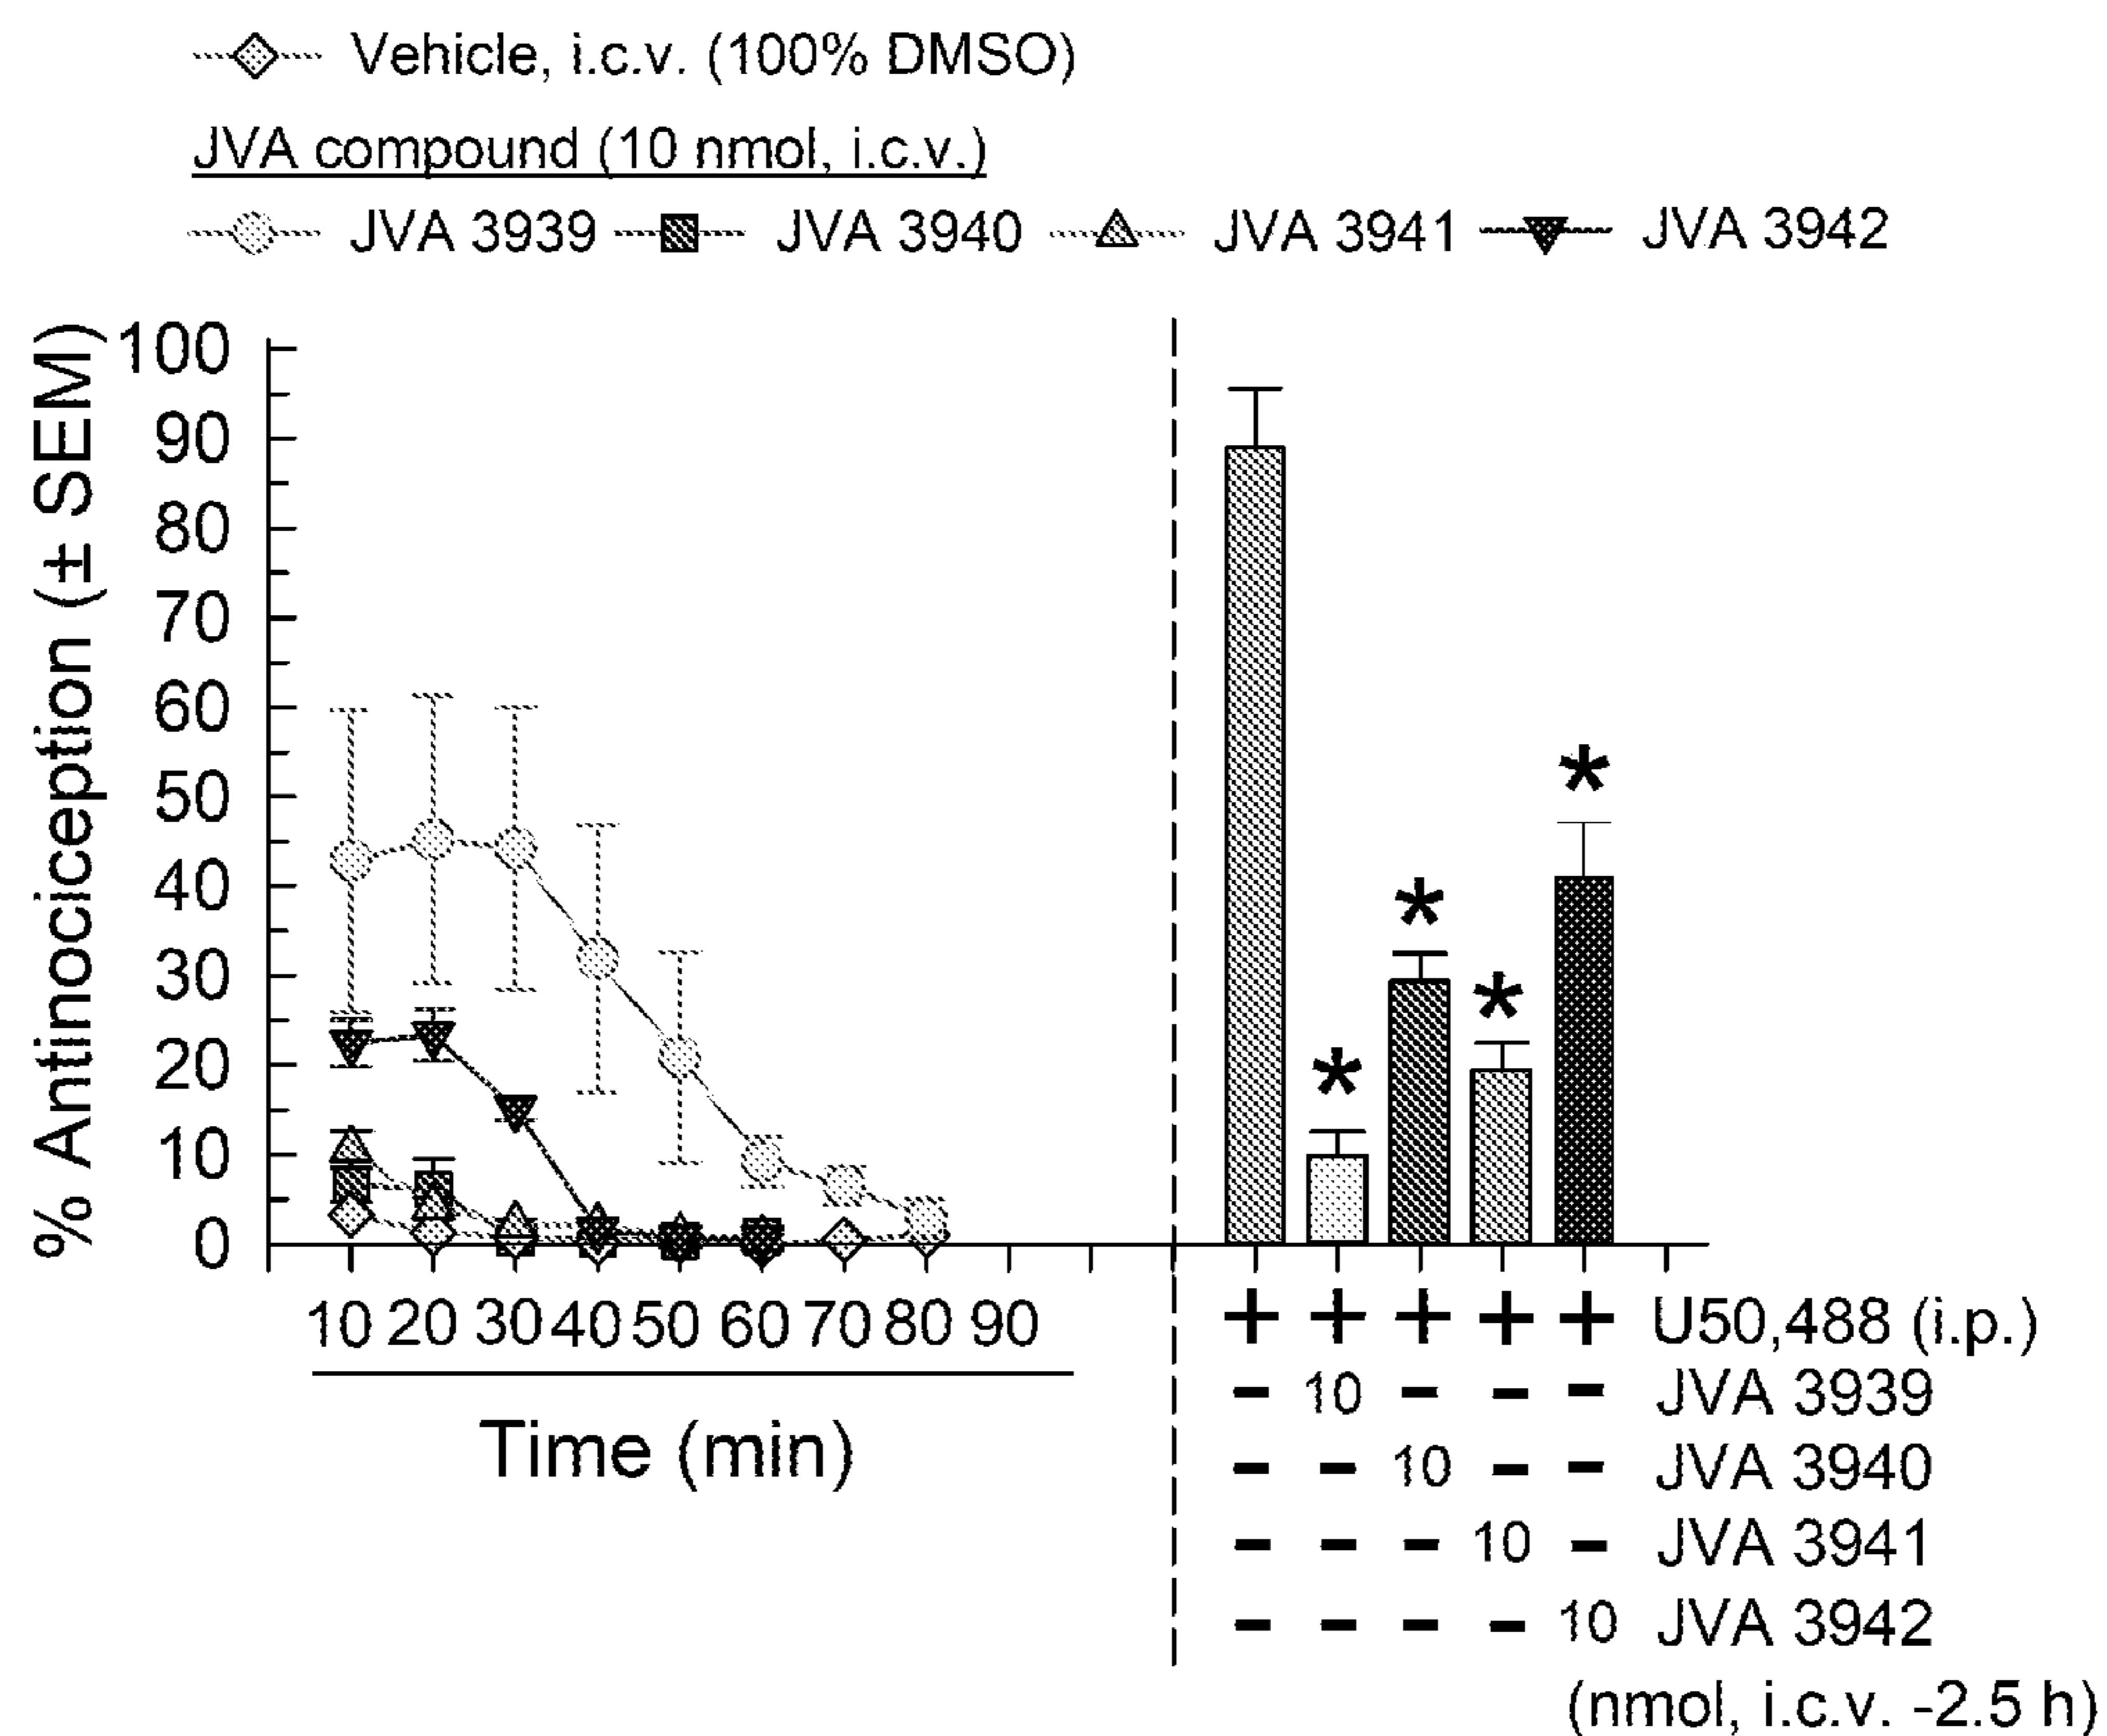 Vehicle, i.c.v. (100% DMSO)
JVA compound (10 nmol, i.c.v.)
JVA 3939 JVA 3940 JVA 3941 JVA 3942
% Antinociception (± SEM)
100
90
80
70
60
50
40
30
20
10
0
10 20 30 40 50 60 70 80 90
Time (min)
* * * *
+ + + + + U50,488 (i.p.)
- 10 - - - JVA 3939
- - 10 - - JVA 3940
- - - 10 - JVA 3941
- - - - 10 JVA 3942
(nmol, i.c.v. -2.5 h)